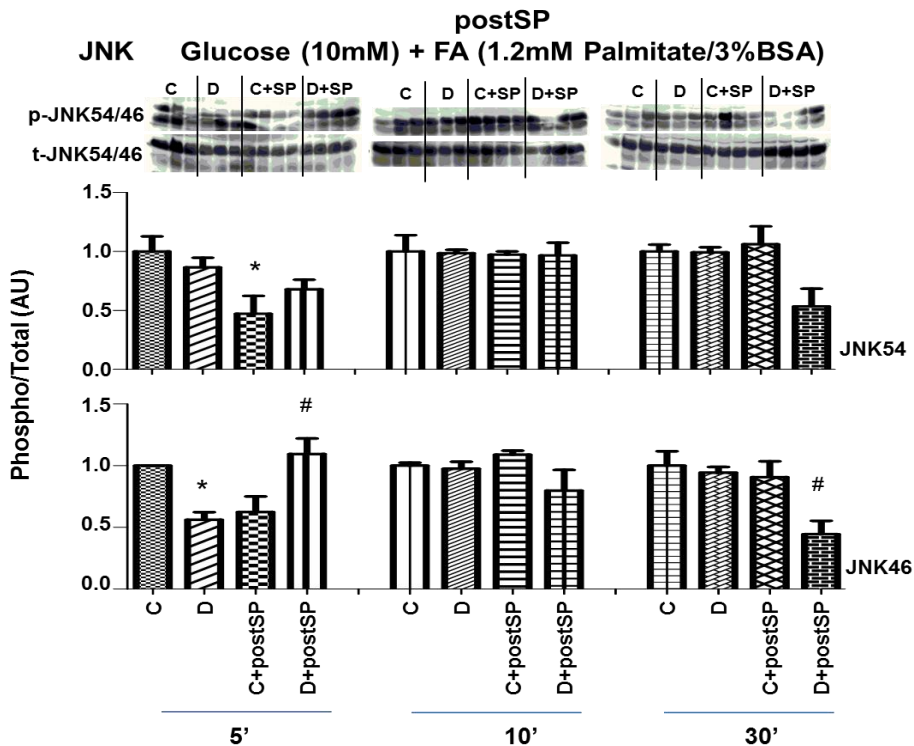 postSP
JNK Glucose (10mM) + FA (1.2mM Palmitate/3%BSA)
C D C+SP D+SP C D C+SP D+SP C D C+SP D+SP
p-JNK54/46
t-JNK54/46
Phospho/Total (AU)
1.5
1.0
0.5
0.0
*
JNK54
1.5
1.0
0.5
0.0
* # #
JNK46
C D C+postSP D+postSP C D C+postSP D+postSP C D C+postSP D+postSP
5’ 10’ 30’